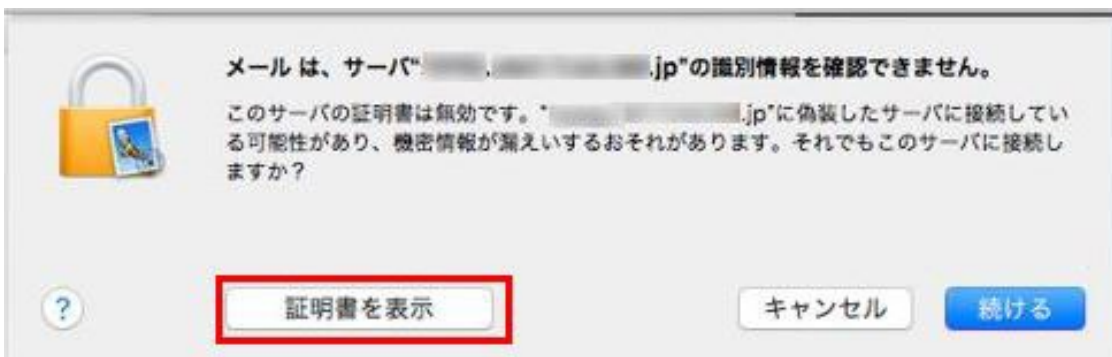 メール は、サーバ“ . .jp”の識別情報を確認できません。
このサーバの証明書は無効です。“ .jp”に偽装したサーバに接続してい
る可能性があり、機密情報が漏えいするおそれがあります。それでもこのサーバに接続し
ますか？
?
証明書を表示
キャンセル
続ける